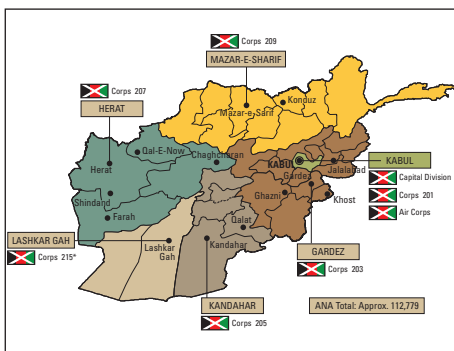 Corps 209
MAZAR-E-SHARIF
Corps 207
HERAT
Konduz
Mazar-e-Sarif
Qal-E-Now
Chaghcharan
Herat
KABUL
KABUL
Jalalabad
Capital Division
Gardez
Shindand
Ghazni
Khost
Corps 201
Farah
Air Corps
Qalat
LASHKAR GAH
Lashkar
Gah
Kandahar
GARDEZ
Corps 215*
Corps 203
KANDAHAR
ANA Total: Approx. 112,779
Corps 205